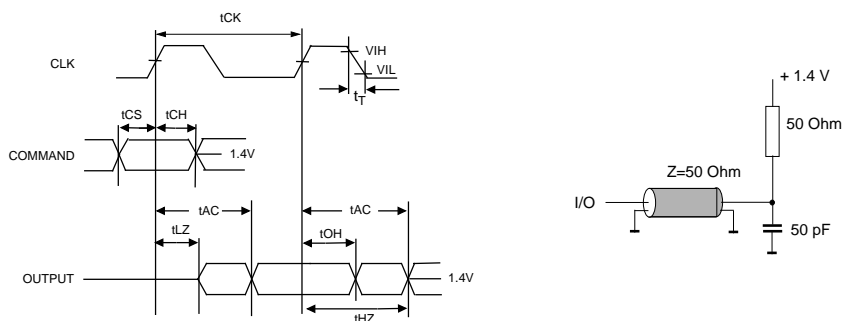 tCK
CLK
VIH
VIL
tT
tCS
tCH
COMMAND
1.4V
tAC
tAC
tLZ
tOH
OUTPUT
1.4V
tHZ
+ 1.4 V
50 Ohm
Z=50 Ohm
I/O
50 pF